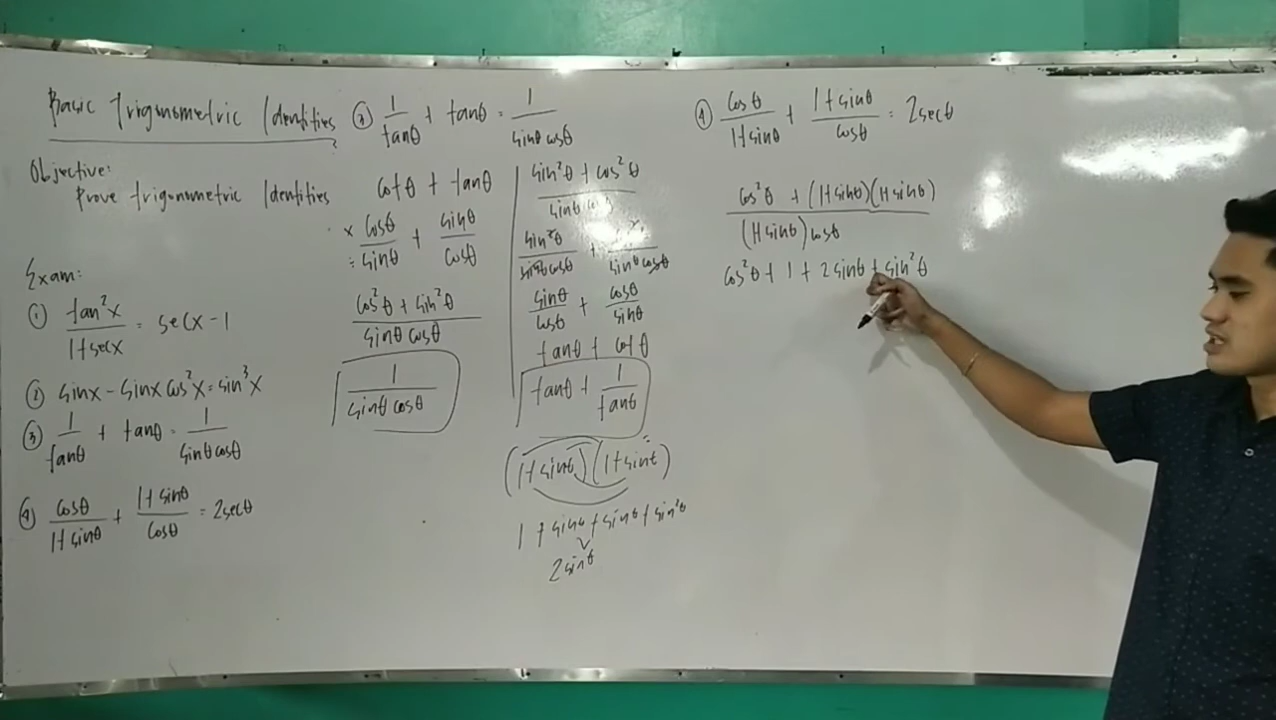 Basic Trigonometric Identities
Objective:
Prove trigonometric Identities
Exam:
① tan²x / 1+secx = secx - 1
② sinx - sinx cos²x = sin³x
③ 1 / tanθ + tanθ = 1 / sinθcosθ
④ cosθ / 1+sinθ + 1+sinθ / cosθ = 2secθ
③ 1 / tanθ + tanθ = 1 / sinθ cosθ
cotθ + tanθ
× cosθ / ÷ sinθ + sinθ / cosθ
cos²θ + sin²θ / sinθ cosθ
1 / sinθ cosθ
sin²θ + cos²θ / sinθ
sin²θ / sinθcosθ + / sinθcosθ
sinθ / cosθ + cosθ / sinθ
tanθ + cotθ
tanθ + 1 / tanθ
(1+sinθ)(1+sinθ)
1 + sinθ + sinθ + sin²θ
2sinθ
④ cosθ / 1+sinθ + 1+sinθ / cosθ = 2secθ
cos²θ + (1+sinθ)(1+sinθ) / (1+sinθ)cosθ
cos²θ + 1 + 2sinθ + sin²θ